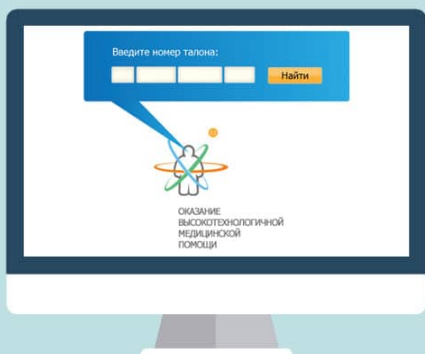 Введите номер талона:
Найти
ОКАЗАНИЕ
ВЫСОКОТЕХНОЛОГИЧНОЙ
МЕДИЦИНСКОЙ
ПОМОЩИ